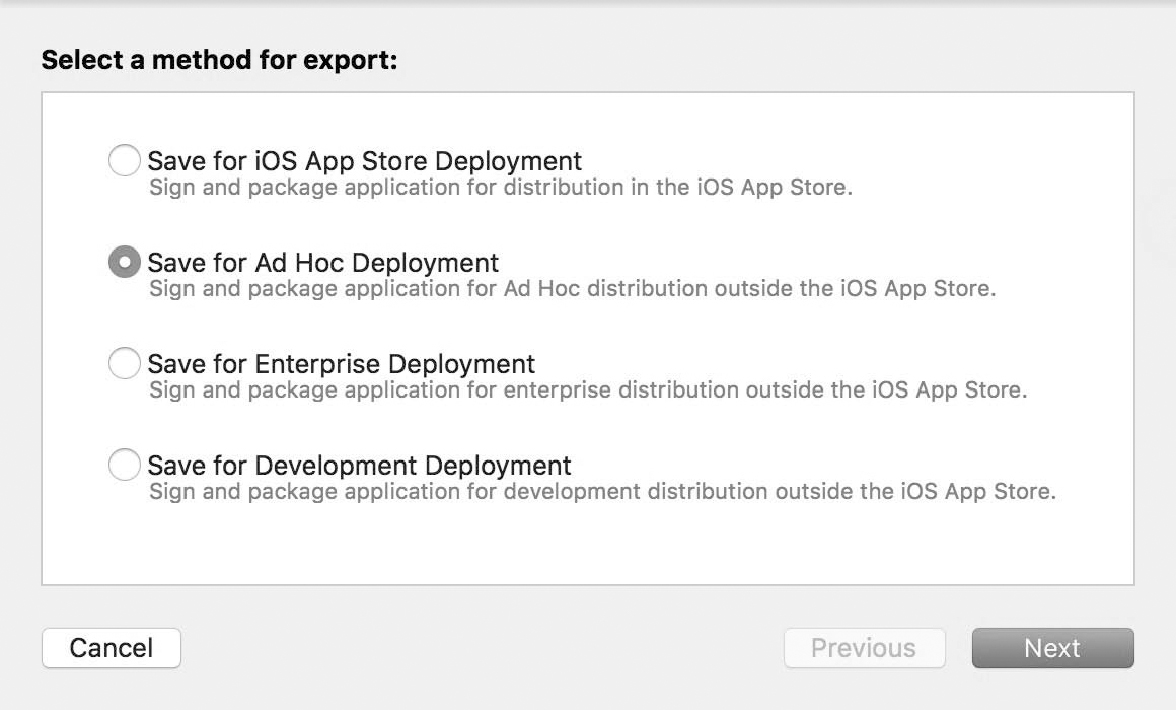 Select a method for export:
Save for iOS App Store Deployment
Sign and package application for distribution in the iOS App Store.
Save for Ad Hoc Deployment
Sign and package application for Ad Hoc distribution outside the iOS App Store.
Save for Enterprise Deployment
Sign and package application for enterprise distribution outside the iOS App Store.
Save for Development Deployment
Sign and package application for development distribution outside the iOS App Store.
Cancel
Previous
Next